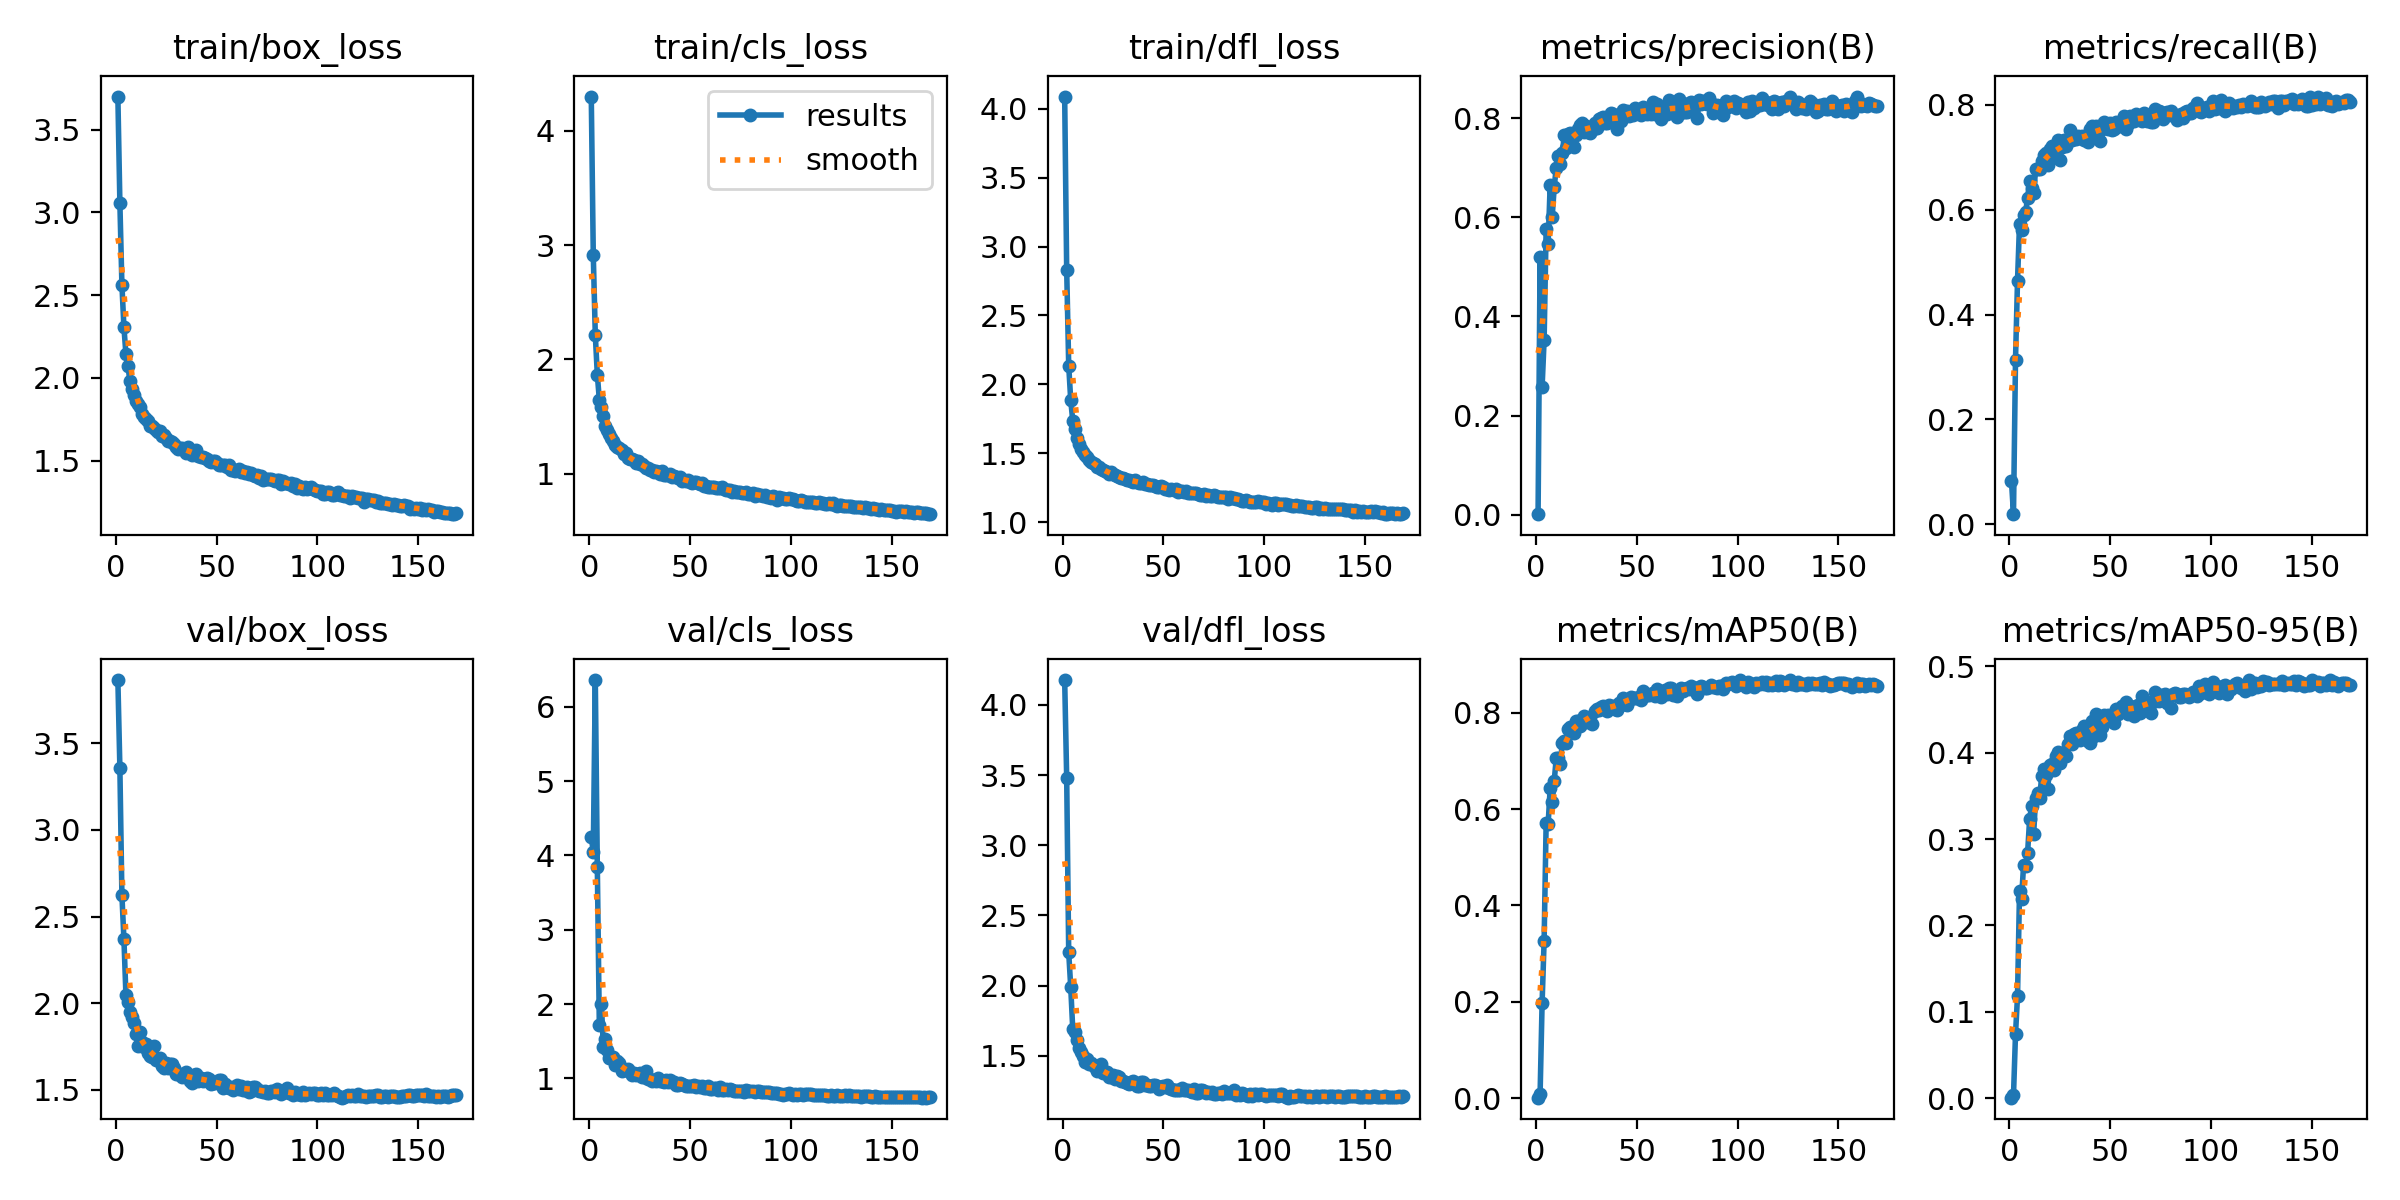 train/box_loss
3.5
3.0
2.5
2.0
1.5
0 50 100 150
train/cls_loss
results
smooth
4
3
2
1
0 50 100 150
train/dfl_loss
4.0
3.5
3.0
2.5
2.0
1.5
1.0
0 50 100 150
metrics/precision(B)
0.8
0.6
0.4
0.2
0.0
0 50 100 150
metrics/recall(B)
0.8
0.6
0.4
0.2
0.0
0 50 100 150
val/box_loss
3.5
3.0
2.5
2.0
1.5
0 50 100 150
val/cls_loss
6
5
4
3
2
1
0 50 100 150
val/dfl_loss
4.0
3.5
3.0
2.5
2.0
1.5
0 50 100 150
metrics/mAP50(B)
0.8
0.6
0.4
0.2
0.0
0 50 100 150
metrics/mAP50-95(B)
0.5
0.4
0.3
0.2
0.1
0.0
0 50 100 150